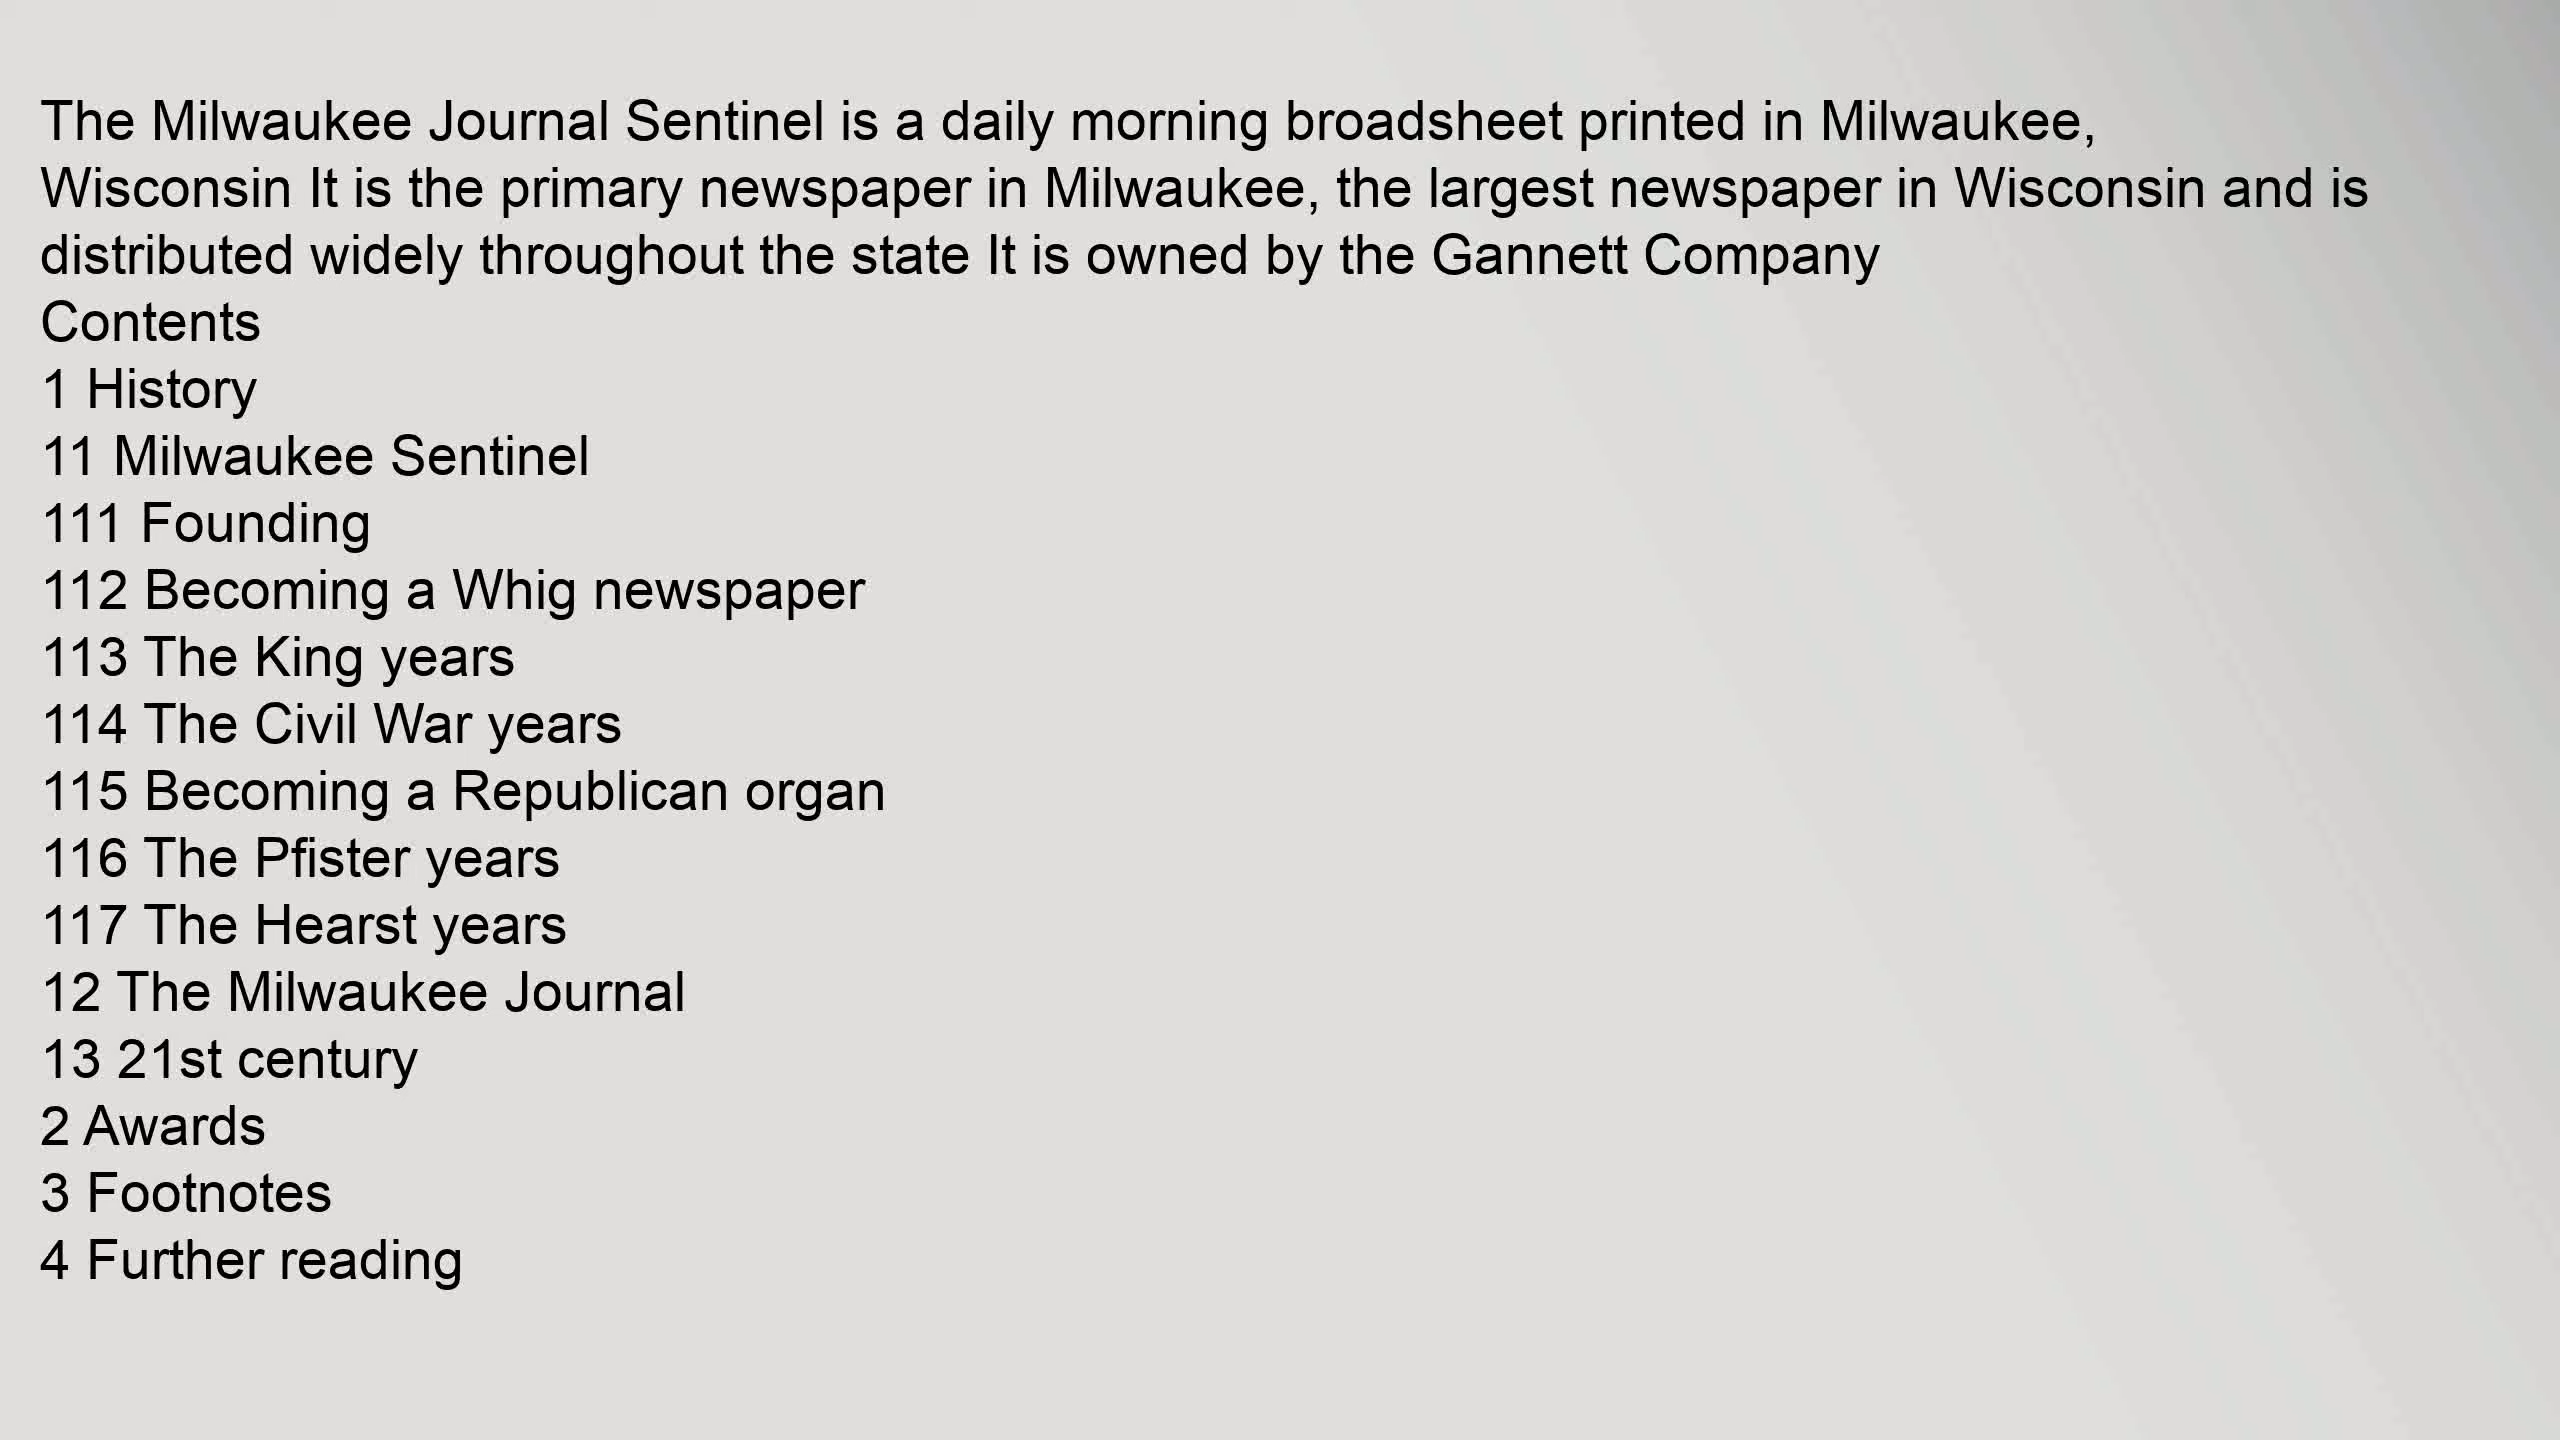 The Milwaukee Journal Sentinel is a daily morning broadsheet printed in Milwaukee,
Wisconsin It is the primary newspaper in Milwaukee, the largest newspaper in Wisconsin and is
distributed widely throughout the state It is owned by the Gannett Company
Contents
1 History
11 Milwaukee Sentinel
111 Founding
112 Becoming a Whig newspaper
113 The King years
114 The Civil War years
115 Becoming a Republican organ
116 The Pfister years
117 The Hearst years
12 The Milwaukee Journal
13 21st century
2 Awards
3 Footnotes
4 Further reading